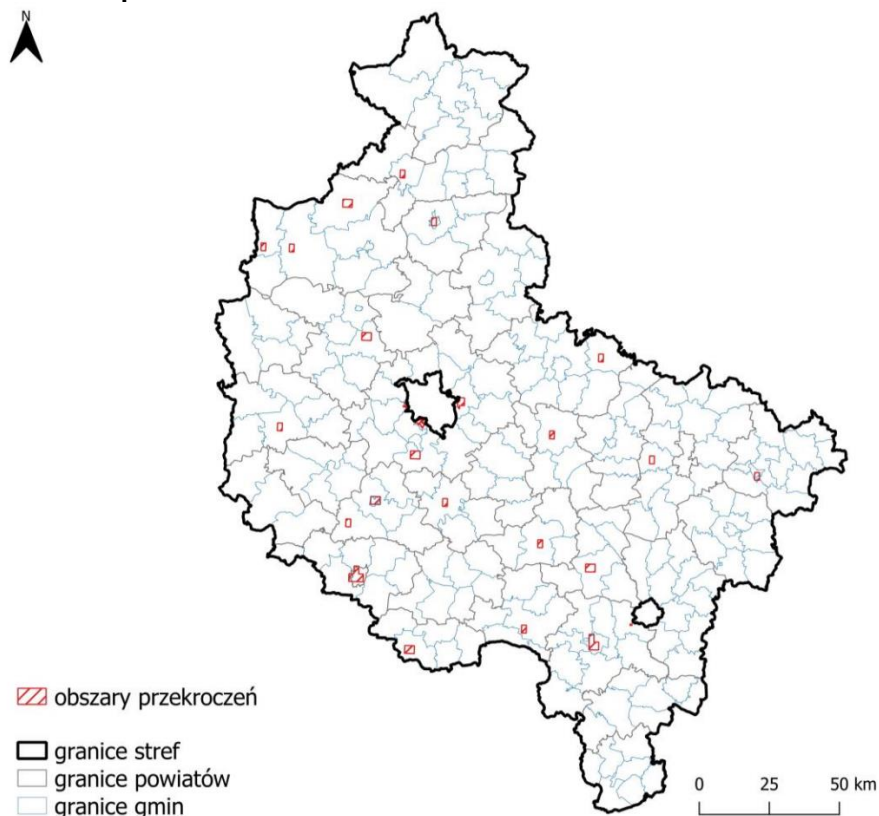 N
obszary przekroczeń
granice stref
granice powiatów
granice gmin
0 25 50 km